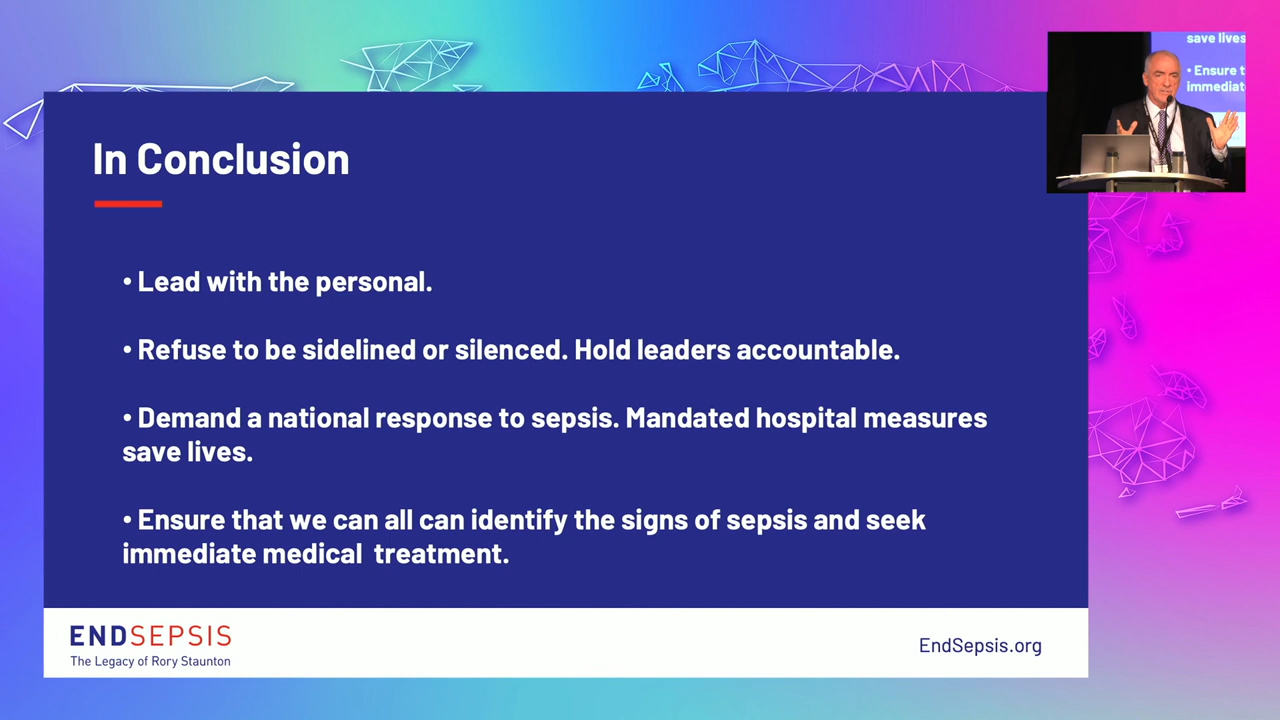 In Conclusion
• Lead with the personal.
• Refuse to be sidelined or silenced. Hold leaders accountable.
• Demand a national response to sepsis. Mandated hospital measures
save lives.
• Ensure that we can all can identify the signs of sepsis and seek
immediate medical  treatment.
ENDSEPSIS
The Legacy of Rory Staunton
EndSepsis.org
save lives
• Ensure t
immediat